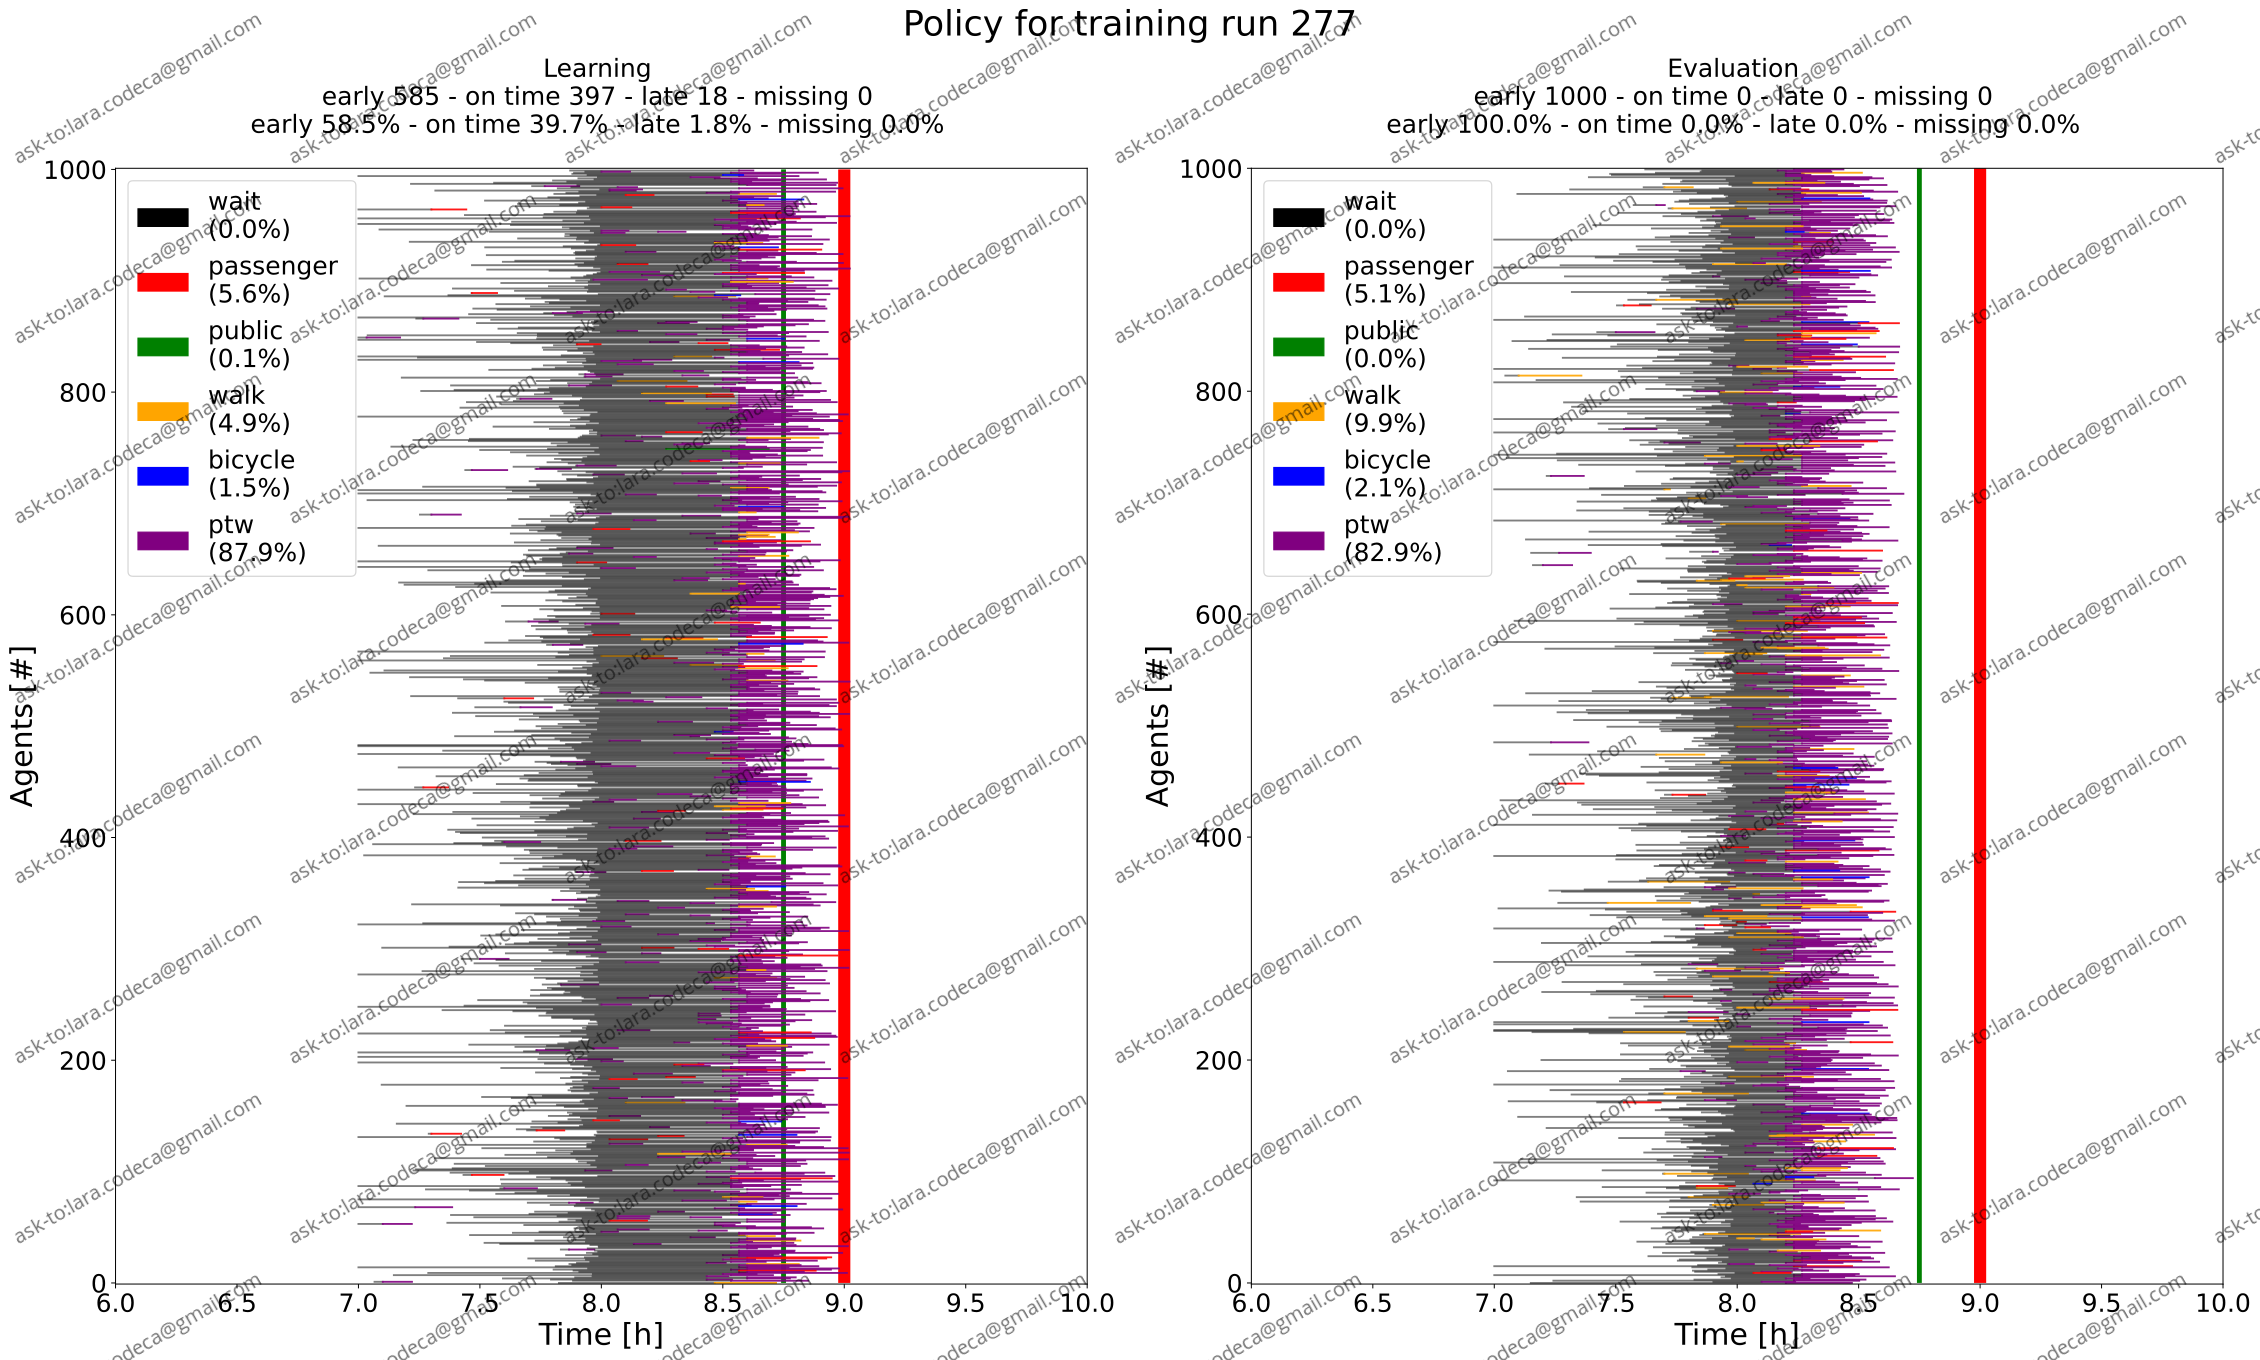 Policy for training run 277
Learning
early 585 - on time 397 - late 18 - missing 0
early 58.5% - on time 39.7% - late 1.8% - missing 0.0%
1000
800
600
400
200
0
Agents [#]
wait
(0.0%)
passenger
(5.6%)
public
(0.1%)
walk
(4.9%)
bicycle
(1.5%)
ptw
(87.9%)
6.0 6.5 7.0 7.5 8.0 8.5 9.0 9.5 10.0
Time [h]
Evaluation
early 1000 - on time 0 - late 0 - missing 0
early 100.0% - on time 0.0% - late 0.0% - missing 0.0%
1000
800
600
400
200
0
Agents [#]
wait
(0.0%)
passenger
(5.1%)
public
(0.0%)
walk
(9.9%)
bicycle
(2.1%)
ptw
(82.9%)
6.0 6.5 7.0 7.5 8.0 8.5 9.0 9.5 10.0
Time [h]
ask-to:lara.codeca@gmail.com